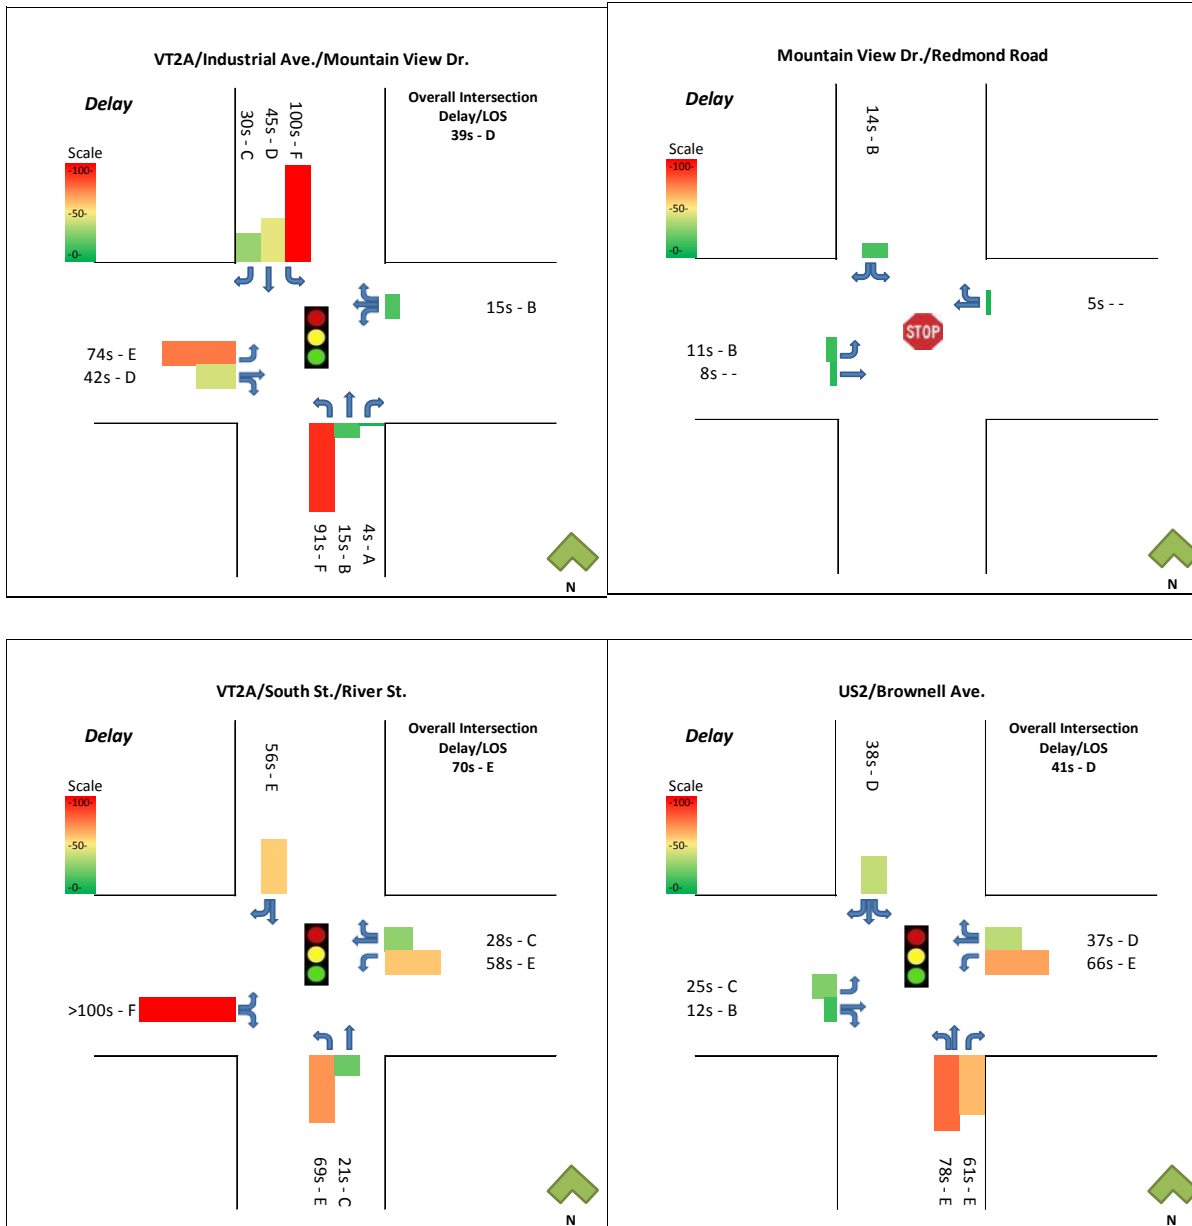 VT2A/Industrial Ave./Mountain View Dr.
Delay
Overall Intersection
Delay/LOS
39s - D
Scale
-100-
-50-
-0-
30s - C
45s - D
100s - F
15s - B
74s - E
42s - D
91s - F
15s - B
4s - A
N
Mountain View Dr./Redmond Road
Delay
Scale
-100-
-50-
-0-
14s - B
5s - -
STOP
11s - B
8s - -
N
VT2A/South St./River St.
Delay
Overall Intersection
Delay/LOS
70s - E
Scale
-100-
-50-
-0-
56s - E
28s - C
58s - E
>100s - F
69s - E
21s - C
N
US2/Brownell Ave.
Delay
Overall Intersection
Delay/LOS
41s - D
Scale
-100-
-50-
-0-
38s - D
37s - D
66s - E
25s - C
12s - B
78s - E
61s - E
N